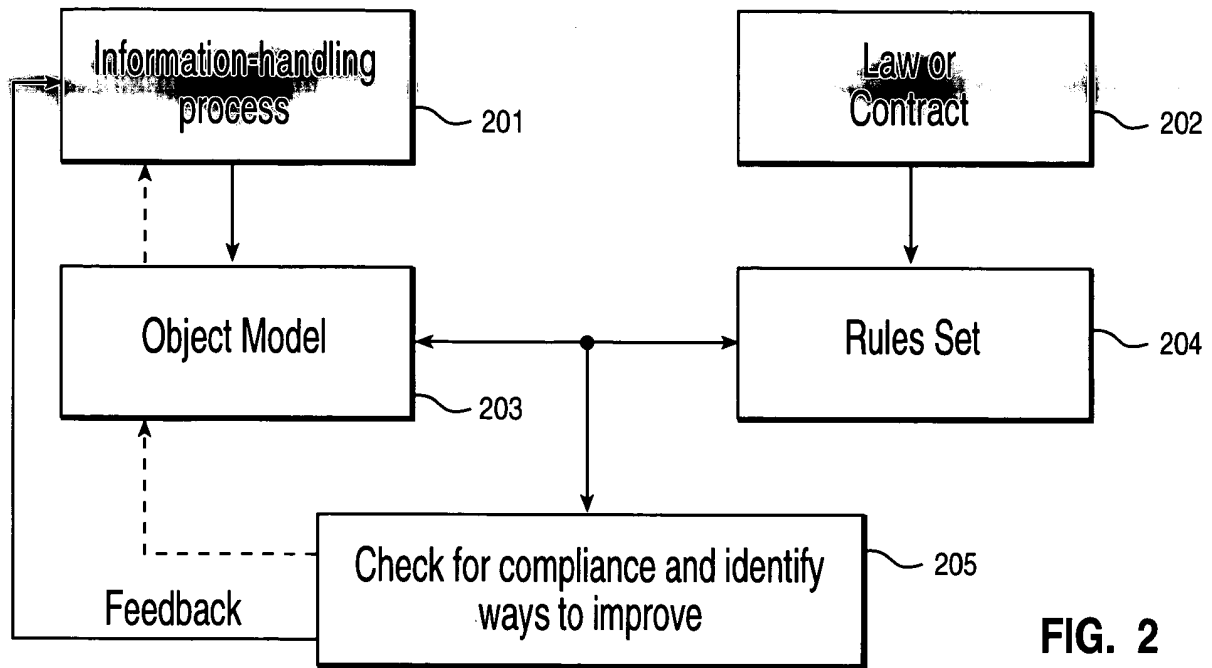 Information-handling
process
201
Law or
Contract
202
Object Model
203
Rules Set
204
Check for compliance and identify
ways to improve
205
Feedback
FIG. 2